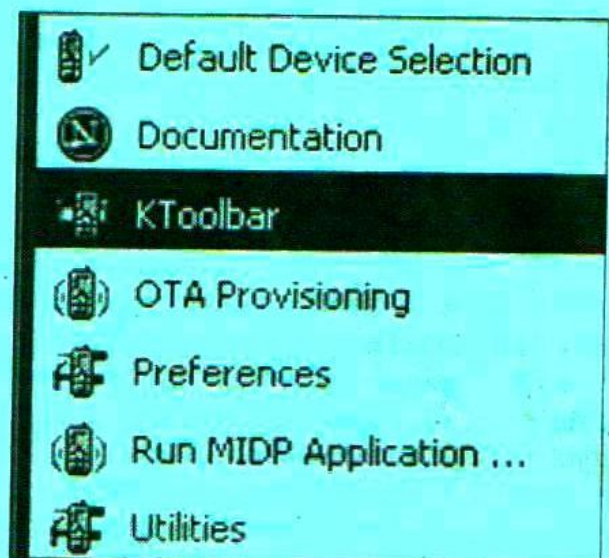 Default Device Selection
Documentation
KToolbar
OTA Provisioning
Preferences
Run MIDP Application ...
Utilities